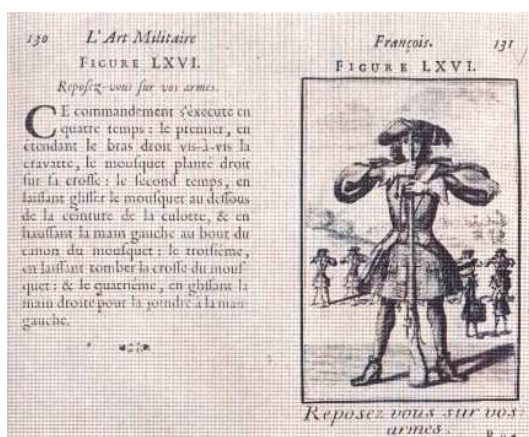 130 L'Art Militaire
FIGURE LXVI.
Reposez-vous sur vos armes.
CE commandement s'execute en
quatre temps : le premier, en
étendant le bras droit vis-à-vis la
cravatte, le mousquet planté droit
sur sa crosse : le second temps, en
laissant glisser le mousquet au dessous
de la ceinture de la culotte, & en
haussant la main gauche au bout du
canon du mousquet : le troisiéme,
en laissant tomber la crosse du mous-
quet : & le quatriéme, en glissant la
main droite pour la joindre à la main
gauche.
François. 131
FIGURE LXVI.
Reposez vous sur vos
armes.